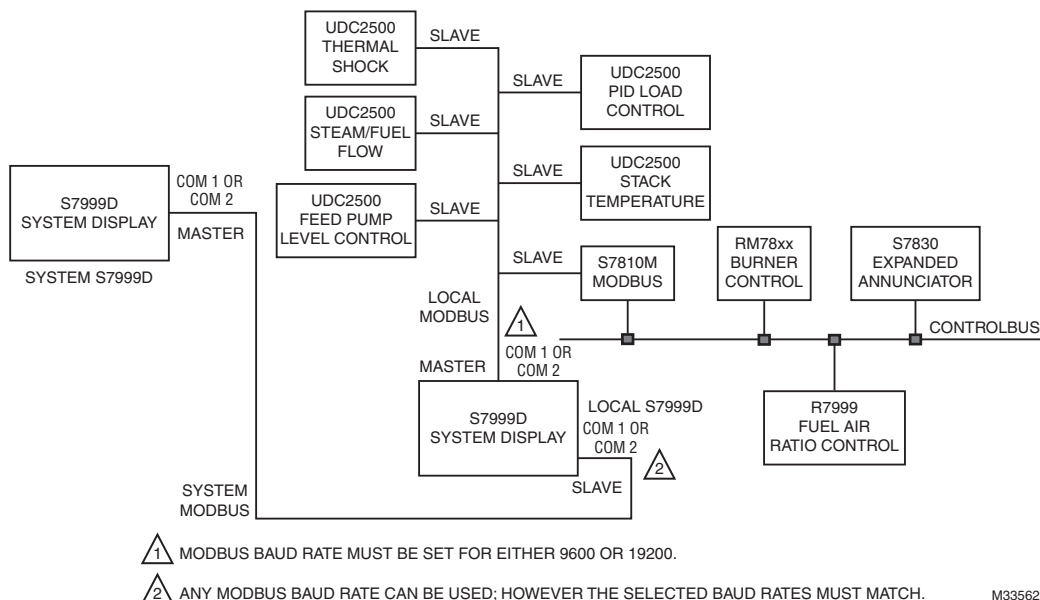 UDC2500
THERMAL
SHOCK
SLAVE
SLAVE
UDC2500
PID LOAD
CONTROL
UDC2500
STEAM/FUEL
FLOW
SLAVE
S7999D
SYSTEM DISPLAY
COM 1 OR
COM 2
MASTER
SYSTEM S7999D
SLAVE
UDC2500
STACK
TEMPERATURE
UDC2500
FEED PUMP
LEVEL CONTROL
SLAVE
SLAVE
S7810M
MODBUS
RM78xx
BURNER
CONTROL
S7830
EXPANDED
ANNUNCIATOR
LOCAL
MODBUS
1
CONTROLBUS
MASTER
COM 1 OR
COM 2
S7999D
SYSTEM DISPLAY
LOCAL S7999D
COM 1 OR
COM 2
2
SLAVE
R7999
FUEL AIR
RATIO CONTROL
SYSTEM
MODBUS
1 MODBUS BAUD RATE MUST BE SET FOR EITHER 9600 OR 19200.
2 ANY MODBUS BAUD RATE CAN BE USED; HOWEVER THE SELECTED BAUD RATES MUST MATCH.
M33562